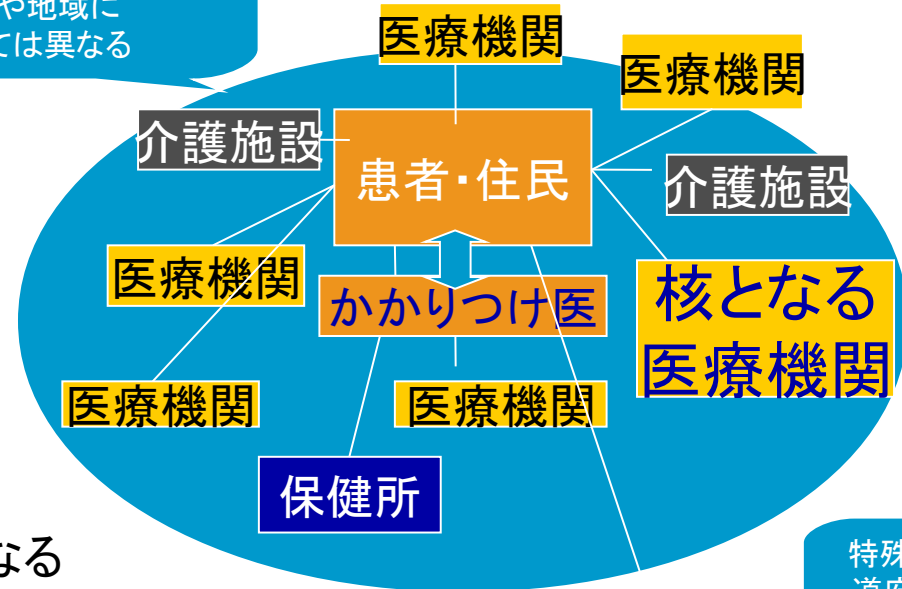 や地域に
ては異なる
医療機関
医療機関
介護施設
患者・住民
介護施設
医療機関
かかりつけ医
核となる
医療機関
医療機関
医療機関
保健所
なる
特殊